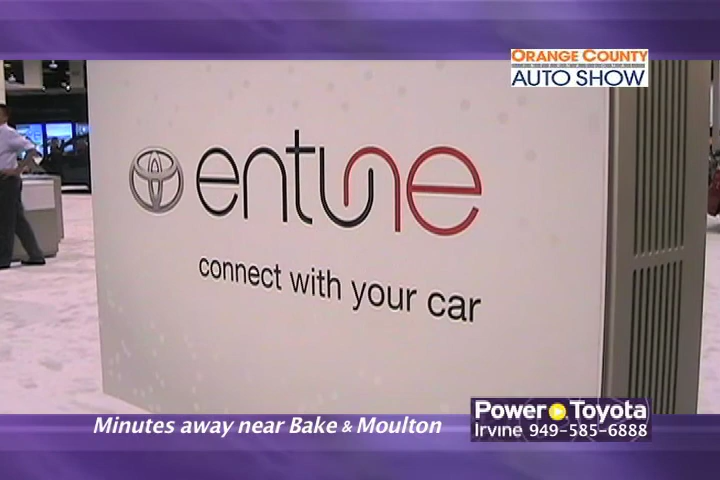 ORANGE COUNTY
AUTO SHOW
entune
connect with your car
Minutes away near Bake & Moulton
Power Toyota
Irvine 949-585-6888